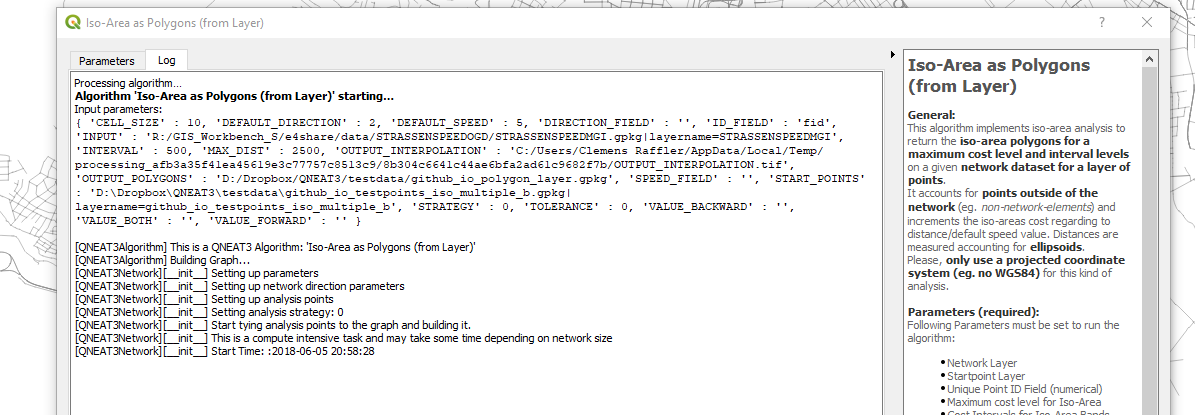 Iso-Area as Polygons (from Layer)
Parameters
Log
Processing algorithm...
Algorithm 'Iso-Area as Polygons (from Layer)' starting...
Input parameters:
{ 'CELL_SIZE' : 10, 'DEFAULT_DIRECTION' : 2, 'DEFAULT_SPEED' : 5, 'DIRECTION_FIELD' : '', 'ID_FIELD' : 'fid',
'INPUT' : 'R:/GIS_Workbench_S/e4share/data/STRASSENSPEEDOGD/STRASSENSPEEDMGI.gpkg|layername=STRASSENSPEEDMGI',
'INTERVAL' : 500, 'MAX_DIST' : 2500, 'OUTPUT_INTERPOLATION' : 'C:/Users/Clemens Raffler/AppData/Local/Temp/
processing_afb3a35f41ea45619e3c77757c8513c9/8b304c6641c44ae6bfa2ad61c9682f7b/OUTPUT_INTERPOLATION.tif',
'OUTPUT_POLYGONS' : 'D:/Dropbox/QNEAT3/testdata/github_io_polygon_layer.gpkg', 'SPEED_FIELD' : '', 'START_POINTS'
: 'D:\Dropbox\QNEAT3\testdata\github_io_testpoints_iso_multiple_b.gpkg|
layername=github_io_testpoints_iso_multiple_b', 'STRATEGY' : 0, 'TOLERANCE' : 0, 'VALUE_BACKWARD' : '',
'VALUE_BOTH' : '', 'VALUE_FORWARD' : '' }
[QNEAT3Algorithm] This is a QNEAT3 Algorithm: 'Iso-Area as Polygons (from Layer)'
[QNEAT3Algorithm] Building Graph...
[QNEAT3Network][__init__] Setting up parameters
[QNEAT3Network][__init__] Setting up network direction parameters
[QNEAT3Network][__init__] Setting up analysis points
[QNEAT3Network][__init__] Setting analysis strategy: 0
[QNEAT3Network][__init__] Start tying analysis points to the graph and building it.
[QNEAT3Network][__init__] This is a compute intensive task and may take some time depending on network size
[QNEAT3Network][__init__] Start Time: :2018-06-05 20:58:28
Iso-Area as Polygons
(from Layer)
General:
This algorithm implements iso-area analysis to
return the iso-area polygons for a
maximum cost level and interval levels
on a given network dataset for a layer of
points.
It accounts for points outside of the
network (eg. non-network-elements) and
increments the iso-areas cost regarding to
distance/default speed value. Distances are
measured accounting for ellipsoids.
Please, only use a projected coordinate
system (eg. no WGS84) for this kind of
analysis.
Parameters (required):
Following Parameters must be set to run the
algorithm:
• Network Layer
• Startpoint Layer
• Unique Point ID Field (numerical)
• Maximum cost level for Iso-Area
• Cost Intervals for Iso-Area Bands